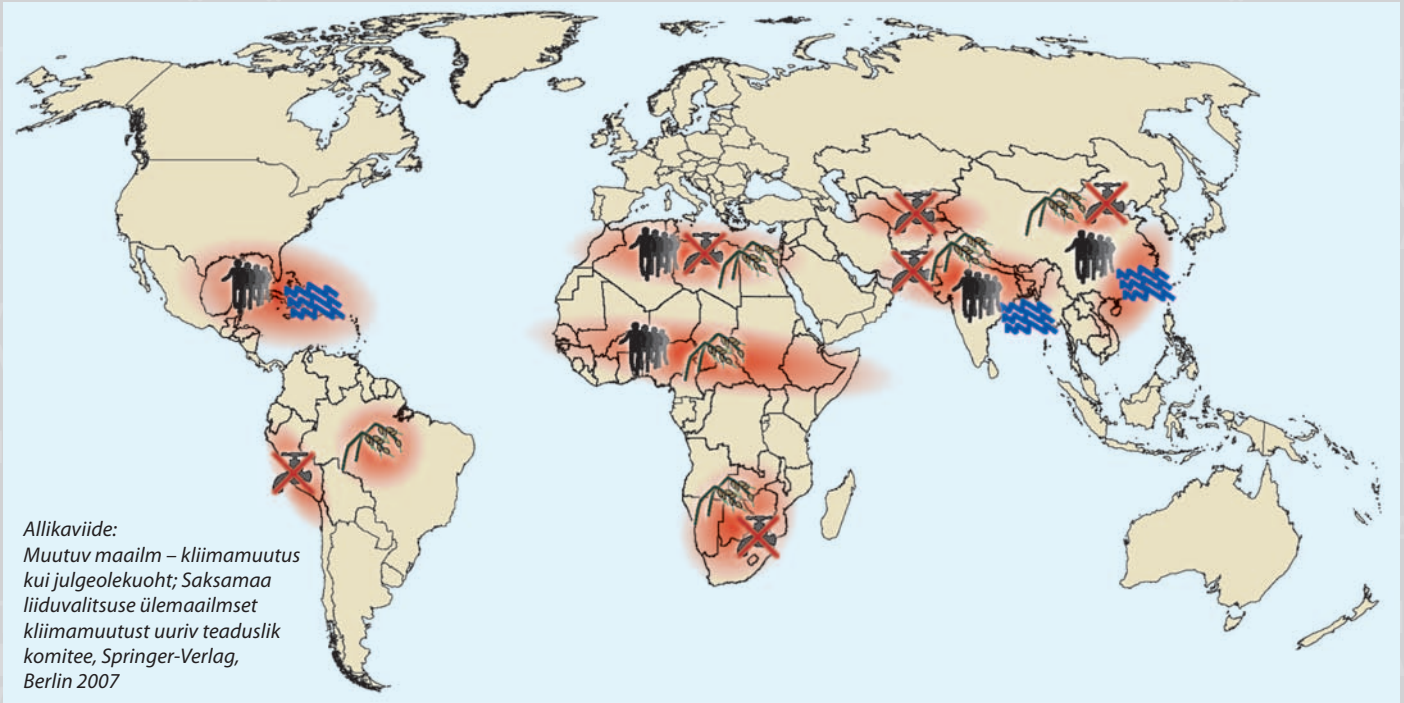 Allikaviide:
Muutuv maailm – kliimamuutus
kui julgeolekuoht; Saksamaa
liiduvalitsuse ülemaailmset
kliimamuutust uuriv teaduslik
komitee, Springer-Verlag,
Berlin 2007